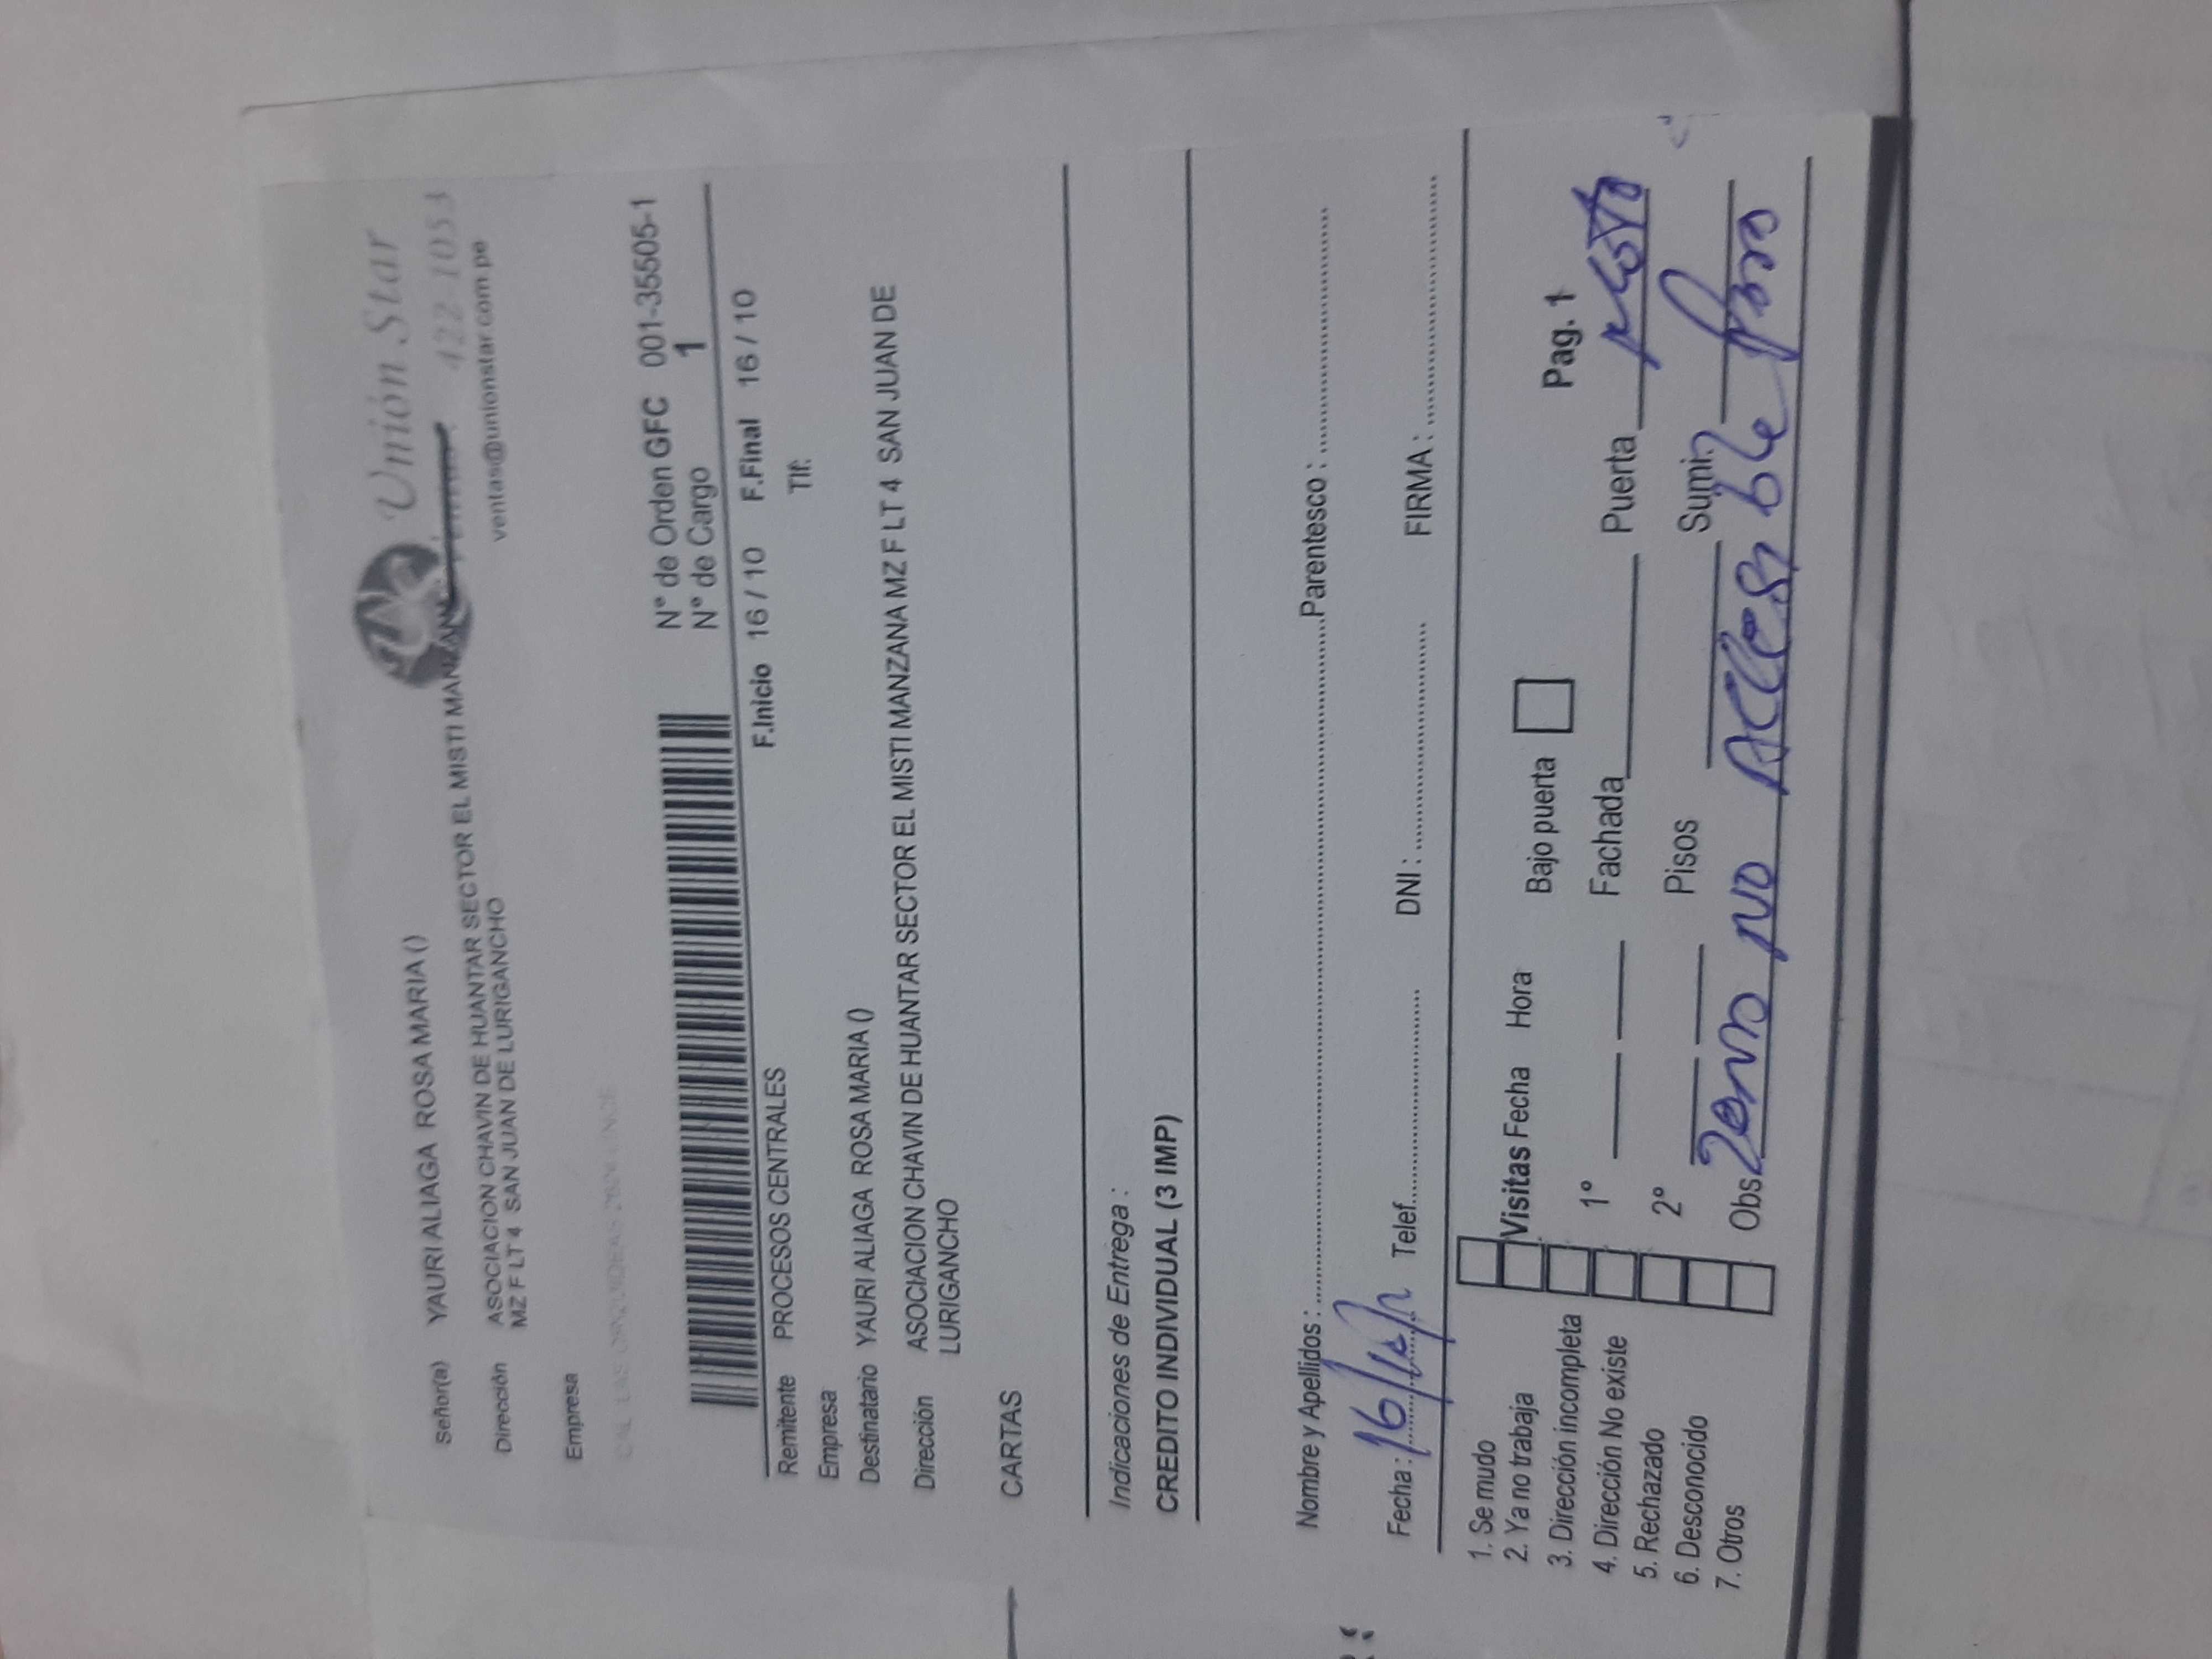 Unión Star
422-1053
ventas@unionstar.com.pe
Señor(a) YAURI ALIAGA ROSA MARIA ()
Dirección ASOCIACION CHAVIN DE HUANTAR SECTOR EL MISTI MANZANA
MZ F LT 4 SAN JUAN DE LURIGANCHO
Empresa
N° de Orden GFC 001-35505-1
N° de Cargo 1
F.Inicio 16 / 10 F.Final 16 / 10
Remitente PROCESOS CENTRALES Tlf:
Empresa
Destinatario YAURI ALIAGA ROSA MARIA ()
Dirección ASOCIACION CHAVIN DE HUANTAR SECTOR EL MISTI MANZANA MZ F LT 4 SAN JUAN DE
LURIGANCHO
CARTAS
Indicaciones de Entrega :
CREDITO INDIVIDUAL (3 IMP)
Nombre y Apellidos : Parentesco :
Fecha : 16/10/ Telef. DNI : FIRMA :
1. Se mudo
2. Ya no trabaja Visitas Fecha Hora Bajo puerta Pag. 1
3. Dirección incompleta
4. Dirección No existe 1° Fachada Puerta
5. Rechazado
6. Desconocido 2° Pisos Sumin
7. Otros Obs. Zona no Accesible